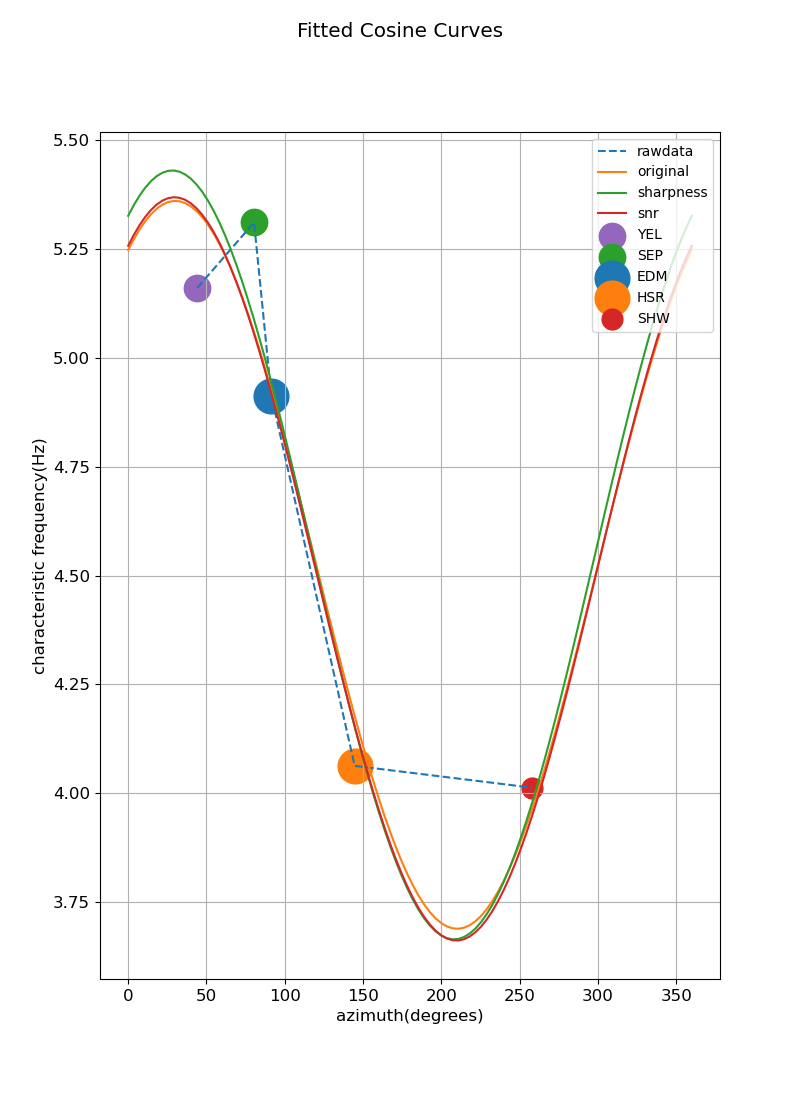 Fitted Cosine Curves
5.50
5.25
5.00
4.75
4.50
4.25
4.00
3.75
characteristic frequency(Hz)
rawdata
original
sharpness
snr
YEL
SEP
EDM
HSR
SHW
0 50 100 150 200 250 300 350
azimuth(degrees)